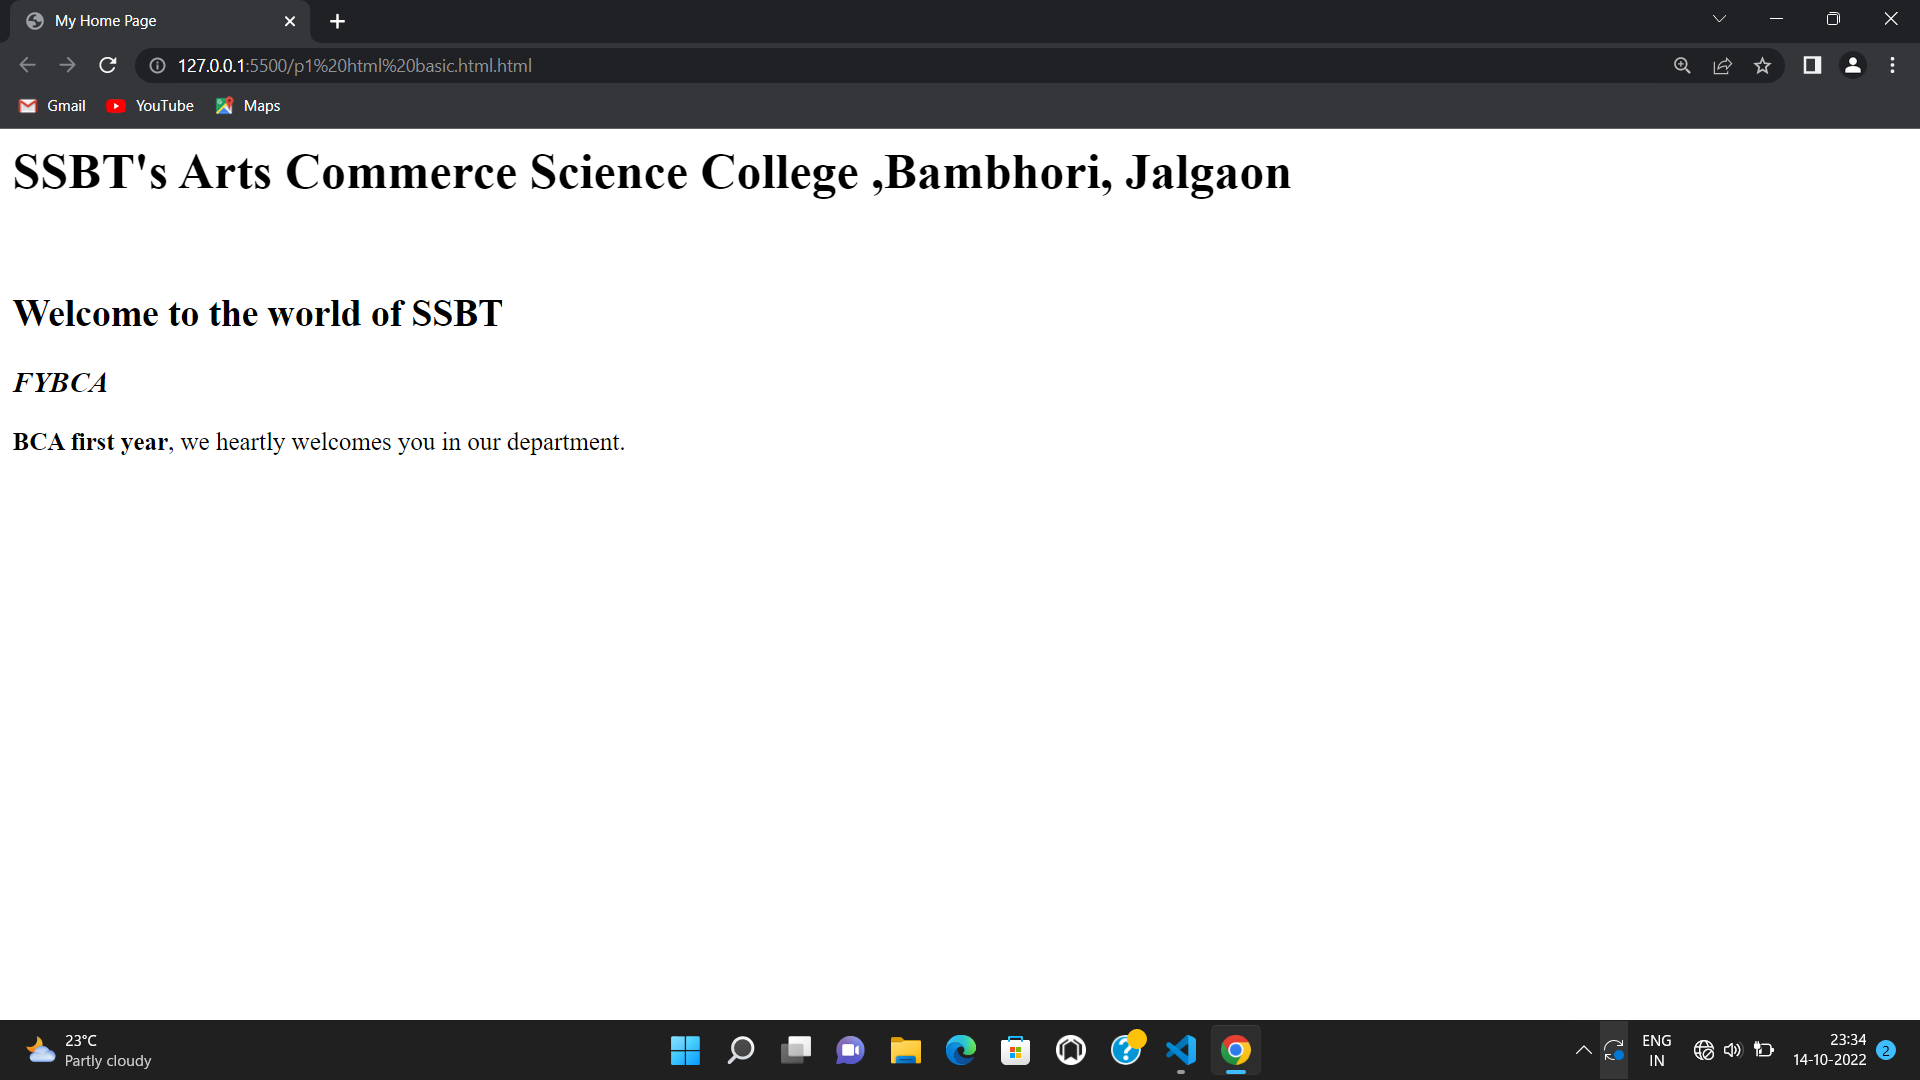 My Home Page
127.0.0.1:5500/p1%20html%20basic.html.html
Gmail YouTube Maps
SSBT's Arts Commerce Science College ,Bambhori, Jalgaon
Welcome to the world of SSBT
FYBCA
BCA first year, we heartly welcomes you in our department.
23°C
Partly cloudy
ENG
IN
23:34
14-10-2022
2